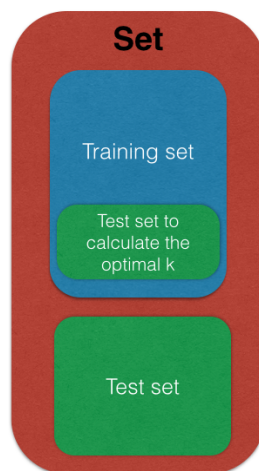 Set
Training set
Test set to
calculate the
optimal k
Test set